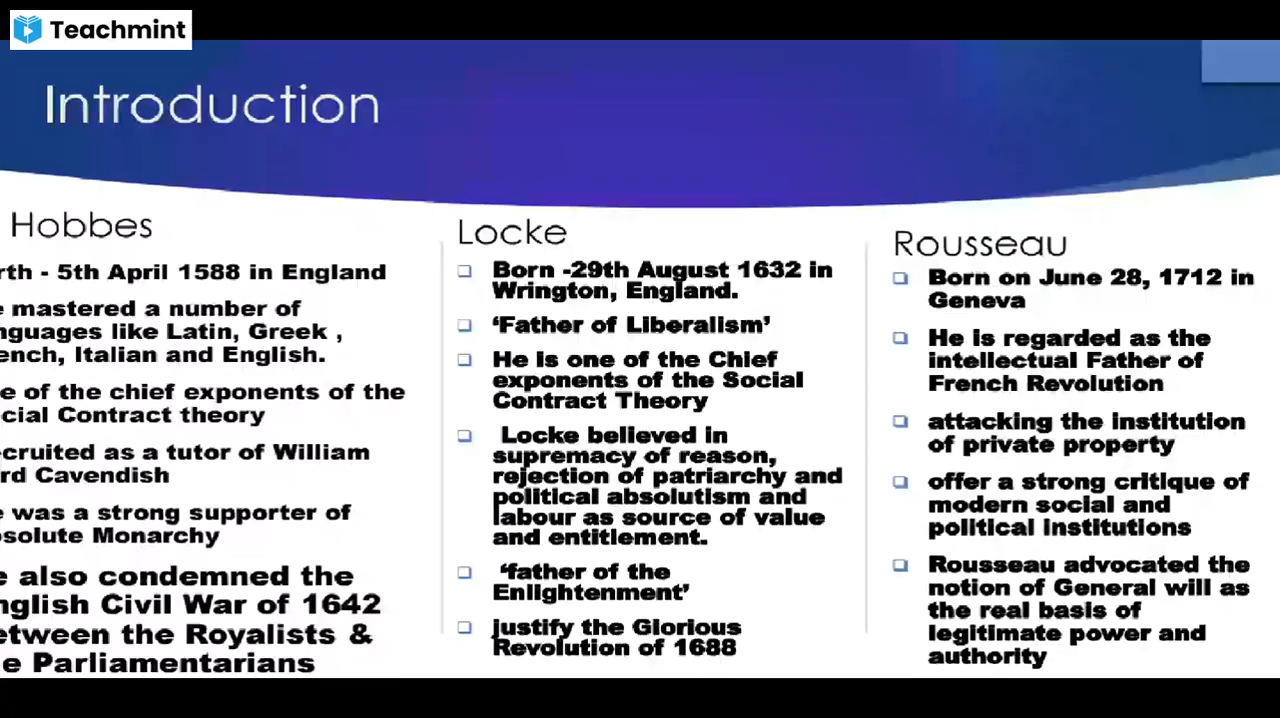 Teachmint
Introduction
Hobbes
rth - 5th April 1588 in England
e mastered a number of
nguages like Latin, Greek ,
ench, Italian and English.
e of the chief exponents of the
cial Contract theory
cruited as a tutor of William
rd Cavendish
e was a strong supporter of
solute Monarchy
e also condemned the
nglish Civil War of 1642
etween the Royalists &
e Parliamentarians
Locke
Born -29th August 1632 in
Wrington, England.
‘Father of Liberalism’
He is one of the Chief
exponents of the Social
Contract Theory
Locke believed in
supremacy of reason,
rejection of patriarchy and
political absolutism and
labour as source of value
and entitlement.
‘father of the
Enlightenment’
justify the Glorious
Revolution of 1688
Rousseau
Born on June 28, 1712 in
Geneva
He is regarded as the
intellectual Father of
French Revolution
attacking the institution
of private property
offer a strong critique of
modern social and
political institutions
Rousseau advocated the
notion of General will as
the real basis of
legitimate power and
authority